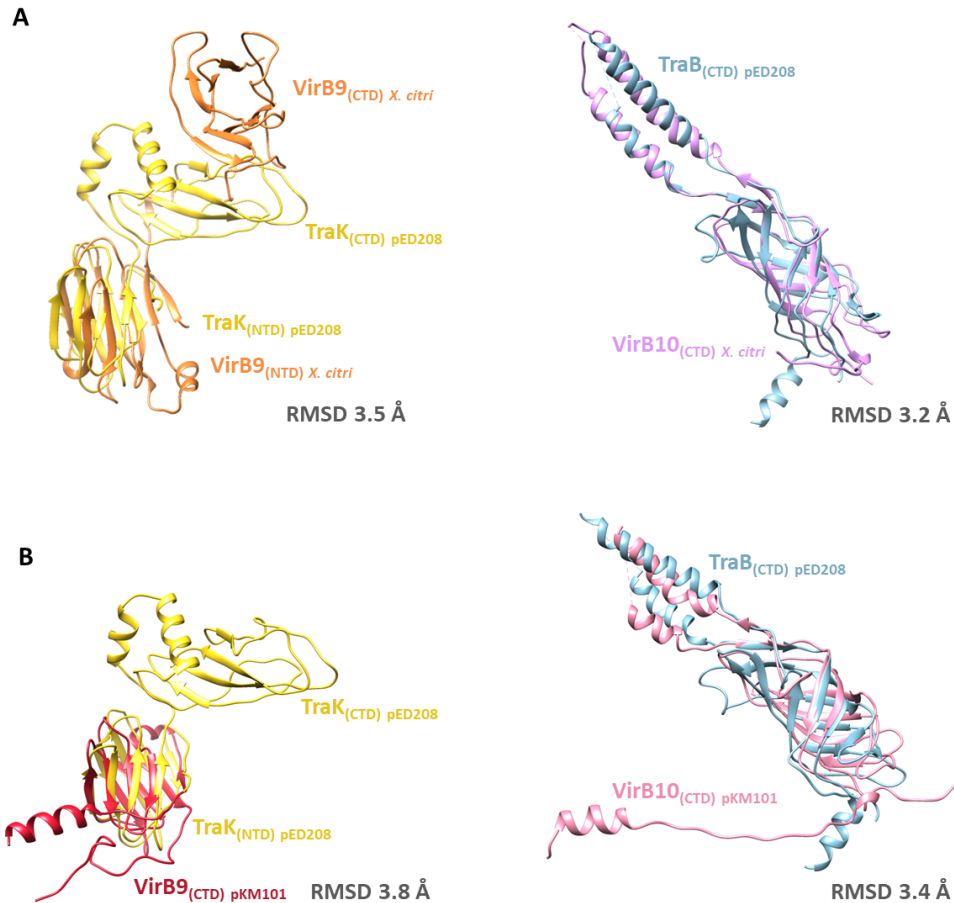 A
VirB9(CTD) X. citri
TraK(CTD) pED208
TraK(NTD) pED208
VirB9(NTD) X. citri
RMSD 3.5 Å
TraB(CTD) pED208
VirB10(CTD) X. citri
RMSD 3.2 Å
B
TraK(CTD) pED208
TraK(NTD) pED208
VirB9(CTD) pKM101
RMSD 3.8 Å
TraB(CTD) pED208
VirB10(CTD) pKM101
RMSD 3.4 Å